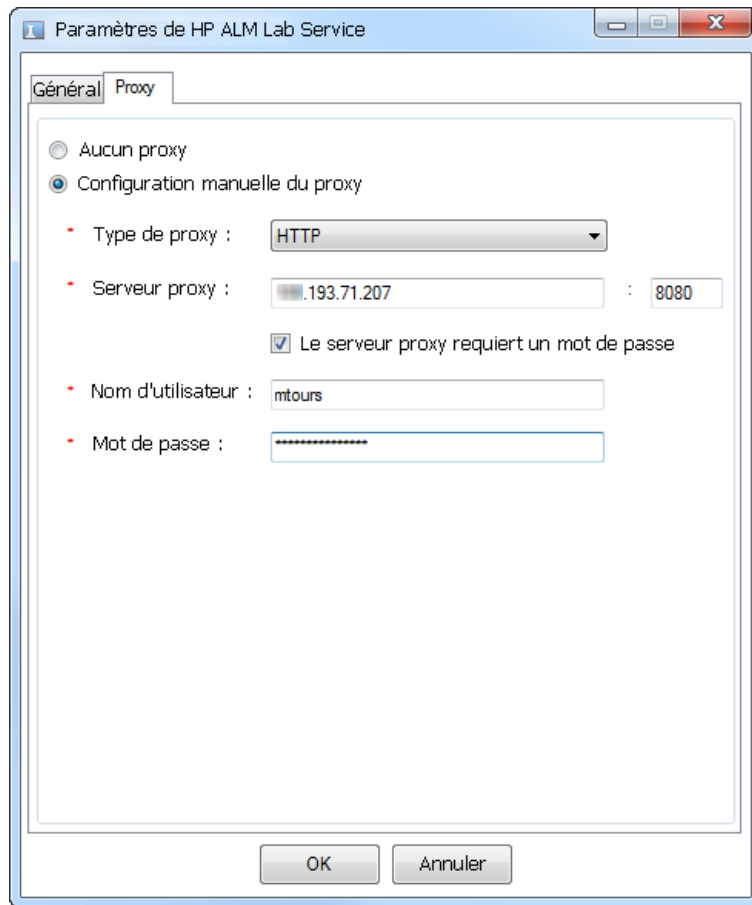 Paramètres de HP ALM Lab Service
Général Proxy
Aucun proxy
Configuration manuelle du proxy
* Type de proxy : HTTP
* Serveur proxy : .193.71.207 : 8080
Le serveur proxy requiert un mot de passe
* Nom d'utilisateur : mtours
* Mot de passe : ***************
OK Annuler